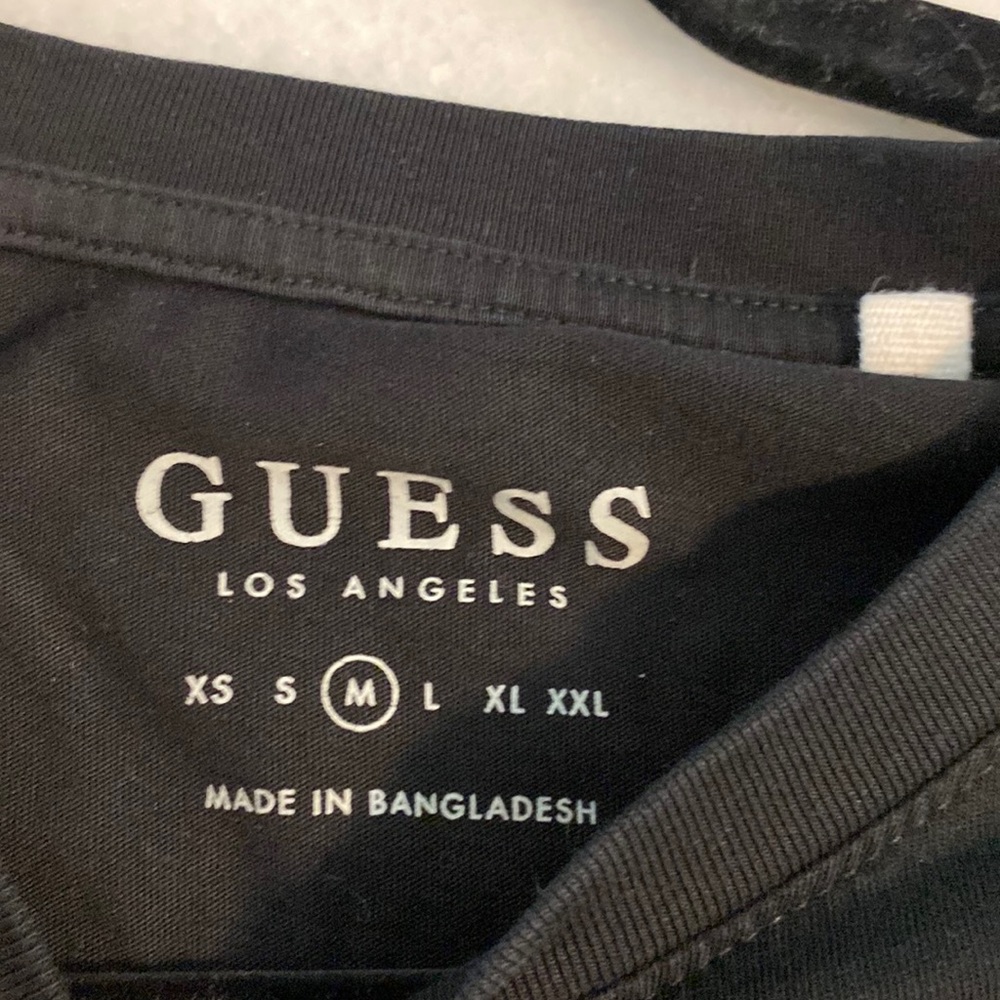 GUESS
LOS ANGELES
XS S M L XL XXL
MADE IN BANGLADESH